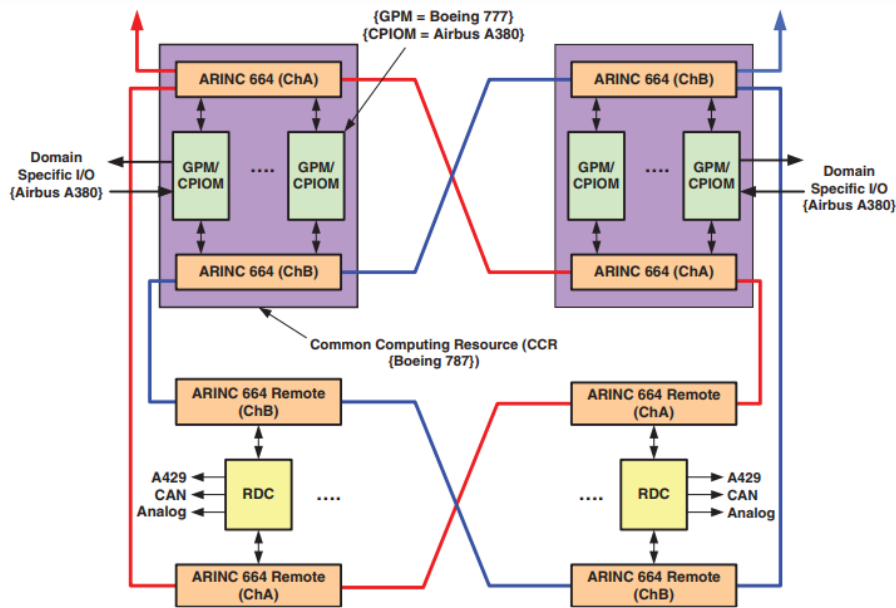 {GPM = Boeing 777}
{CPIOM = Airbus A380}
ARINC 664 (ChA)
ARINC 664 (ChB)
Domain
Specific I/O
{Airbus A380}
GPM/
CPIOM
....
GPM/
CPIOM
GPM/
CPIOM
....
GPM/
CPIOM
Domain
Specific I/O
{Airbus A380}
ARINC 664 (ChB)
ARINC 664 (ChA)
Common Computing Resource (CCR
{Boeing 787})
ARINC 664 Remote
(ChB)
ARINC 664 Remote
(ChA)
A429
CAN
Analog
RDC
....
....
RDC
A429
CAN
Analog
ARINC 664 Remote
(ChA)
ARINC 664 Remote
(ChB)